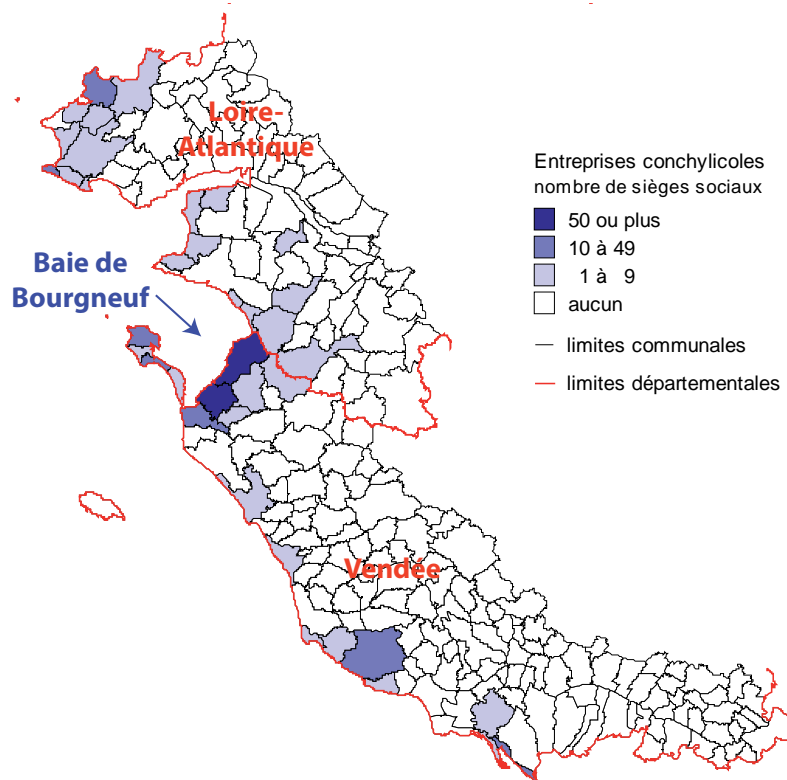 Loire-
Atlantique
Entreprises conchylicoles
nombre de sièges sociaux
50 ou plus
10 à 49
1 à 9
aucun
limites communales
limites départementales
Baie de
Bourgneuf
Vendée